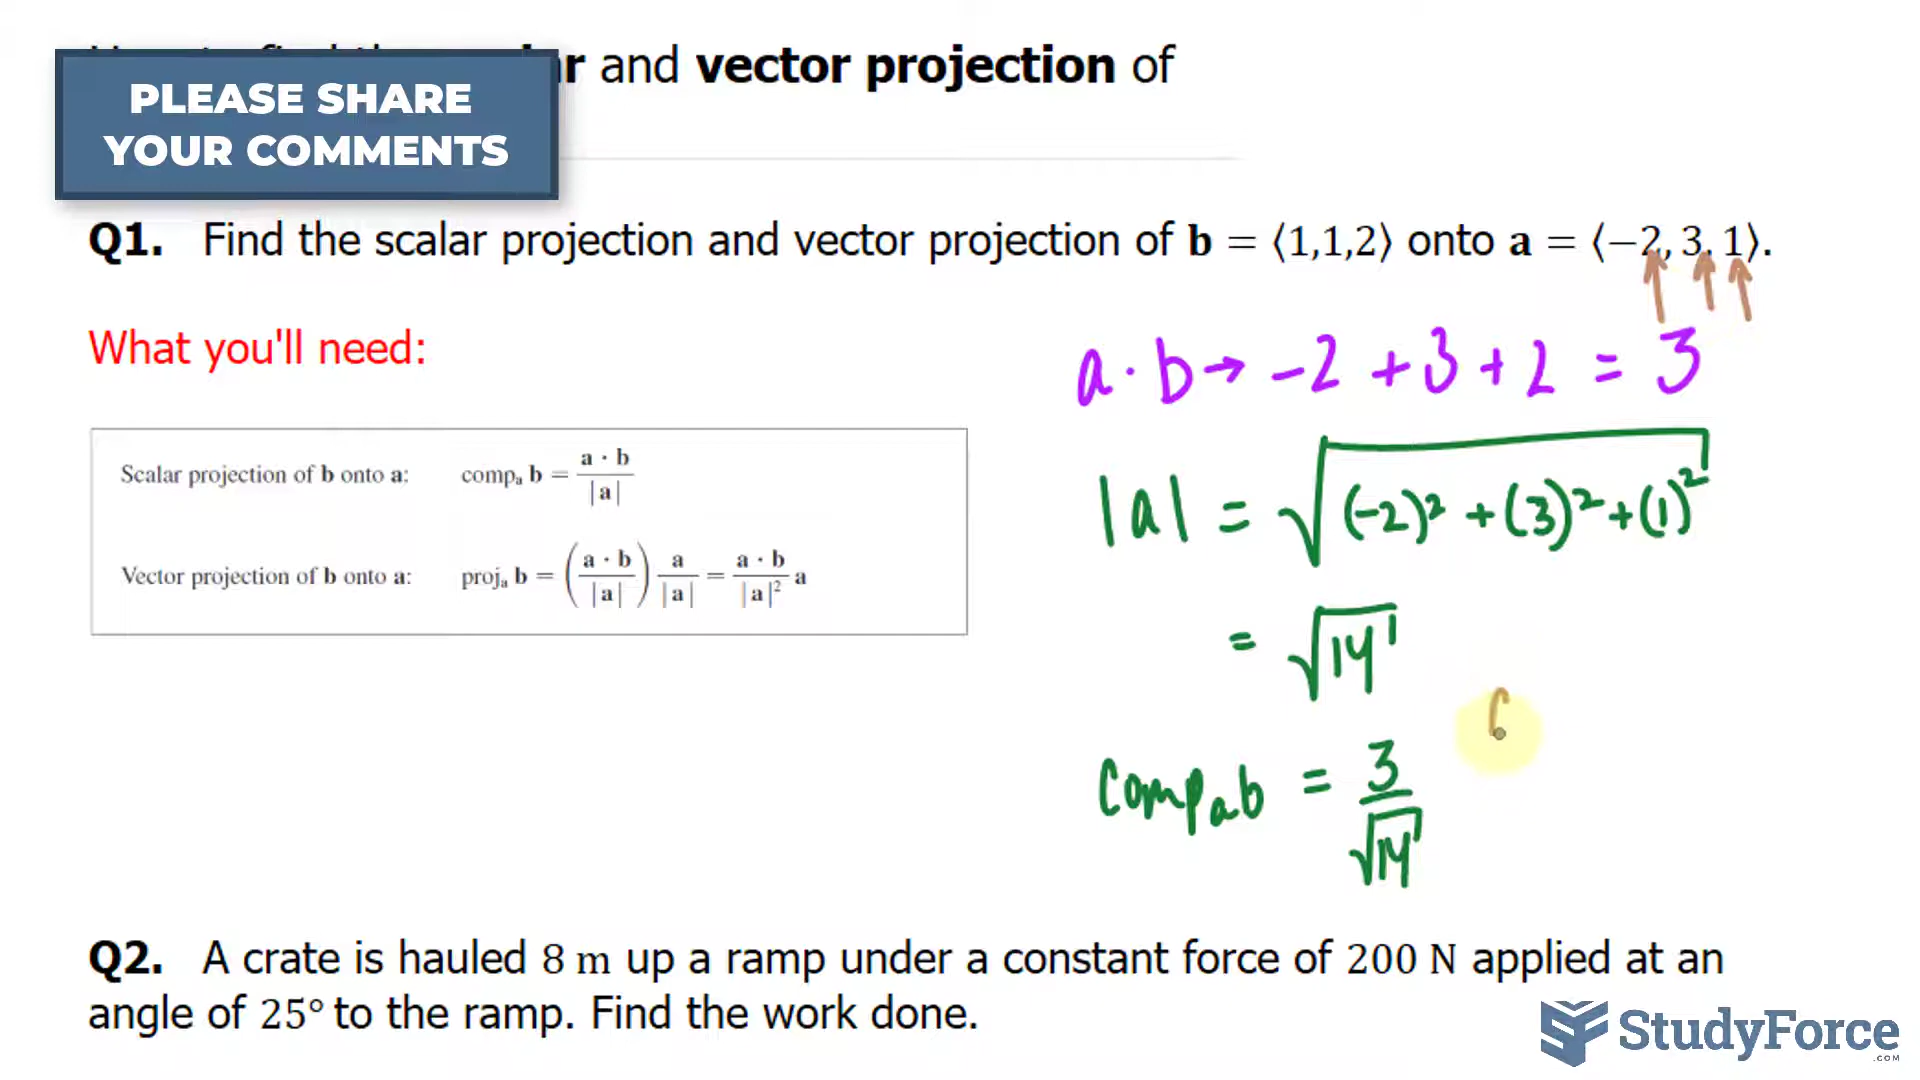 and vector projection of
PLEASE SHARE
YOUR COMMENTS
Q1. Find the scalar projection and vector projection of b = ⟨1,1,2⟩ onto a = ⟨−2, 3, 1⟩.
What you'll need:
a · b → -2 + 3 + 2 = 3
Scalar projection of b onto a: compₐ b = a · b / |a|
|a| = √(-2)² + (3)² + (1)²
Vector projection of b onto a: projₐ b = (a · b / |a|) a / |a| = a · b / |a|² a
= √14
compₐb = 3 / √14
Q2. A crate is hauled 8 m up a ramp under a constant force of 200 N applied at an
angle of 25° to the ramp. Find the work done.
StudyForce
.COM